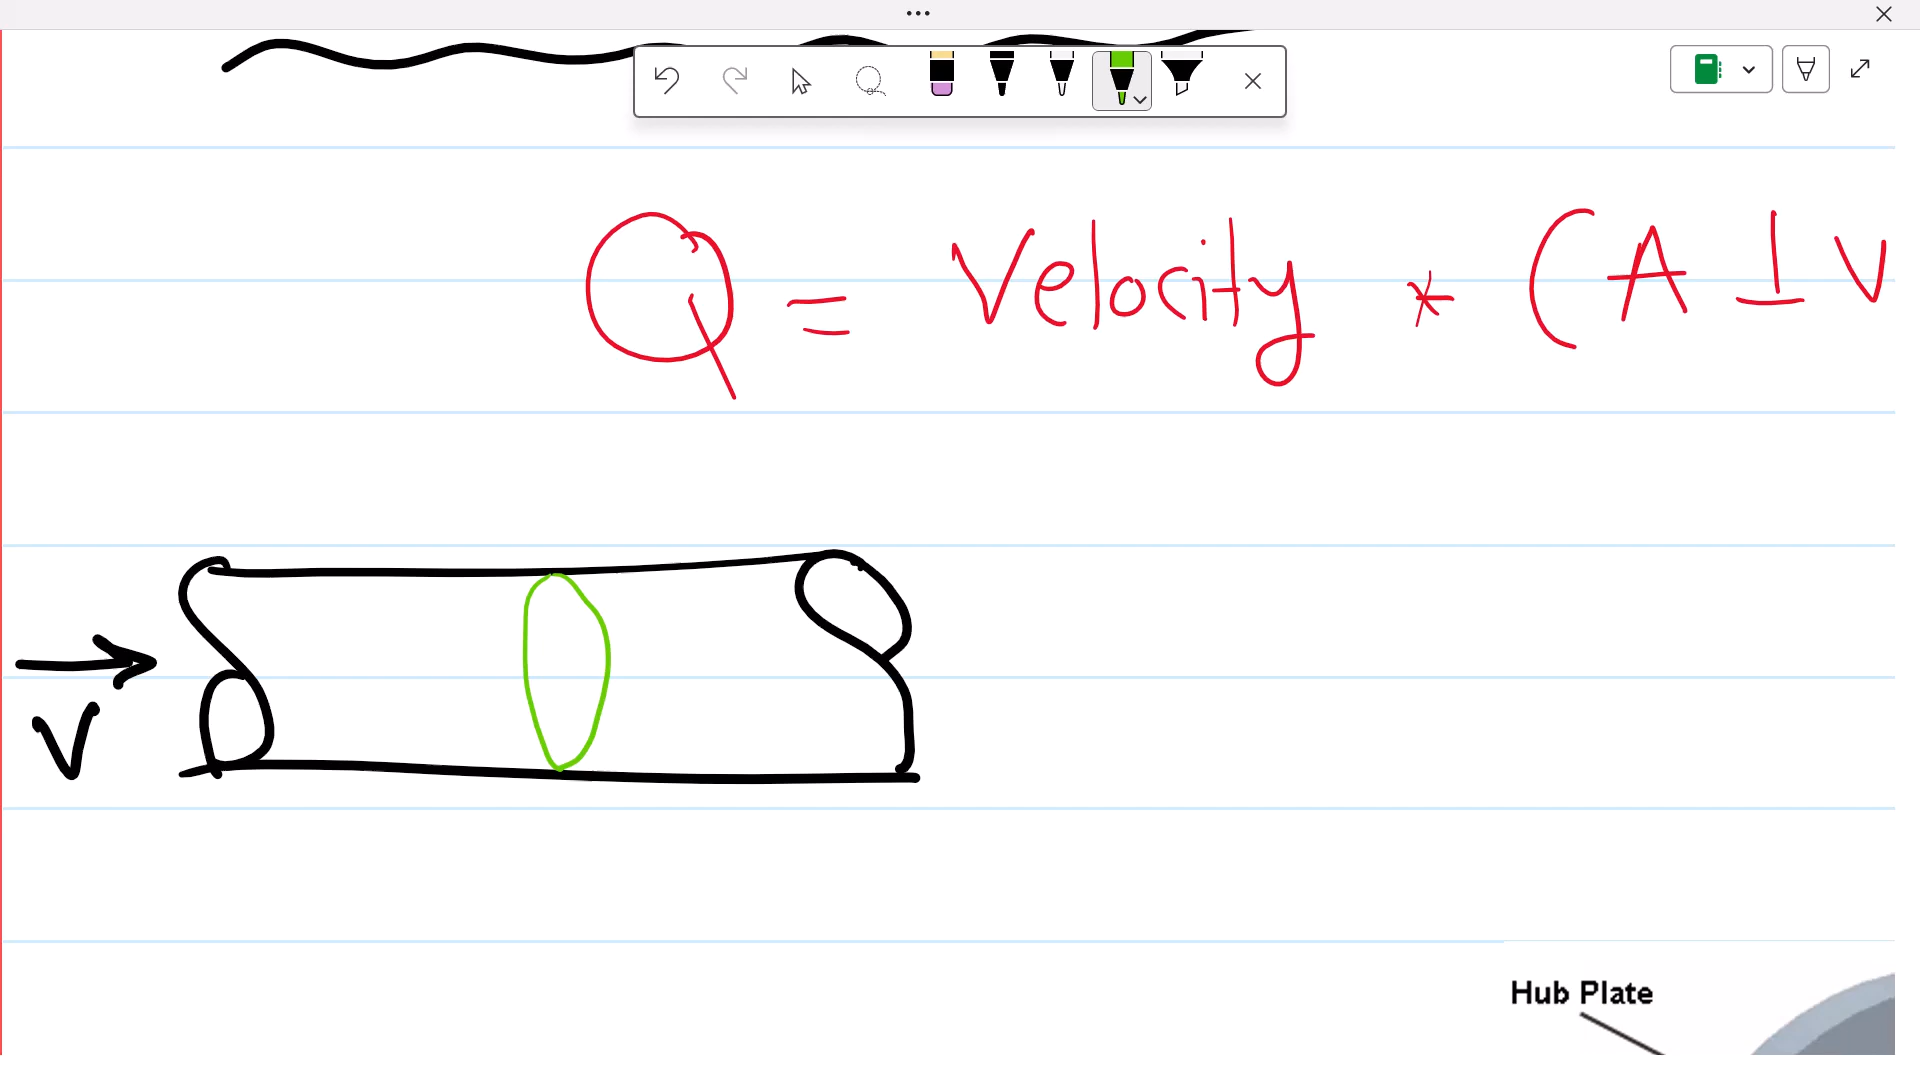 Q = Velocity * (A ⊥ V
V
Hub Plate